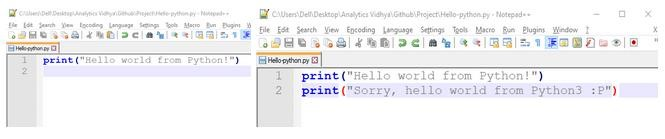 C:\Users\Dell\Desktop\Analytics Vidhya\Github\Project\Hello-python.py - Notepad++
File Edit Search View Encoding Language Settings Tools Macro Run Plugins
Hello-python.py
1 print("Hello world from Python!")
2
C:\Users\Dell\Desktop\Analytics Vidhya\Github\Project\Hello-python.py - Notepad++
File Edit Search View Encoding Language Settings Tools Macro Run Plugins Window ?
Hello-python.py
1 print("Hello world from Python!")
2 print("Sorry, hello world from Python3 :P")